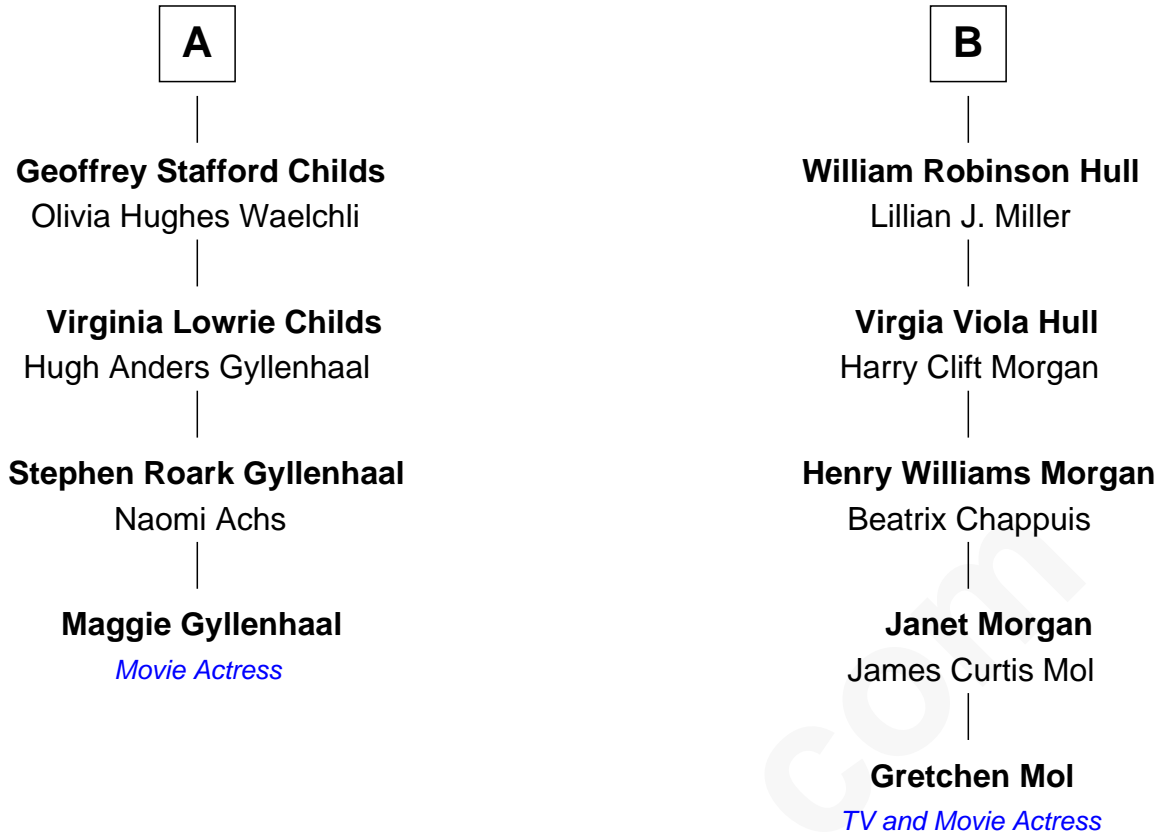 A
Geoffrey Stafford Childs
Olivia Hughes Waelchli
Virginia Lowrie Childs
Hugh Anders Gyllenhaal
Stephen Roark Gyllenhaal
Naomi Achs
Maggie Gyllenhaal
Movie Actress
B
William Robinson Hull
Lillian J. Miller
Virgia Viola Hull
Harry Clift Morgan
Henry Williams Morgan
Beatrix Chappuis
Janet Morgan
James Curtis Mol
Gretchen Mol
TV and Movie Actress
com